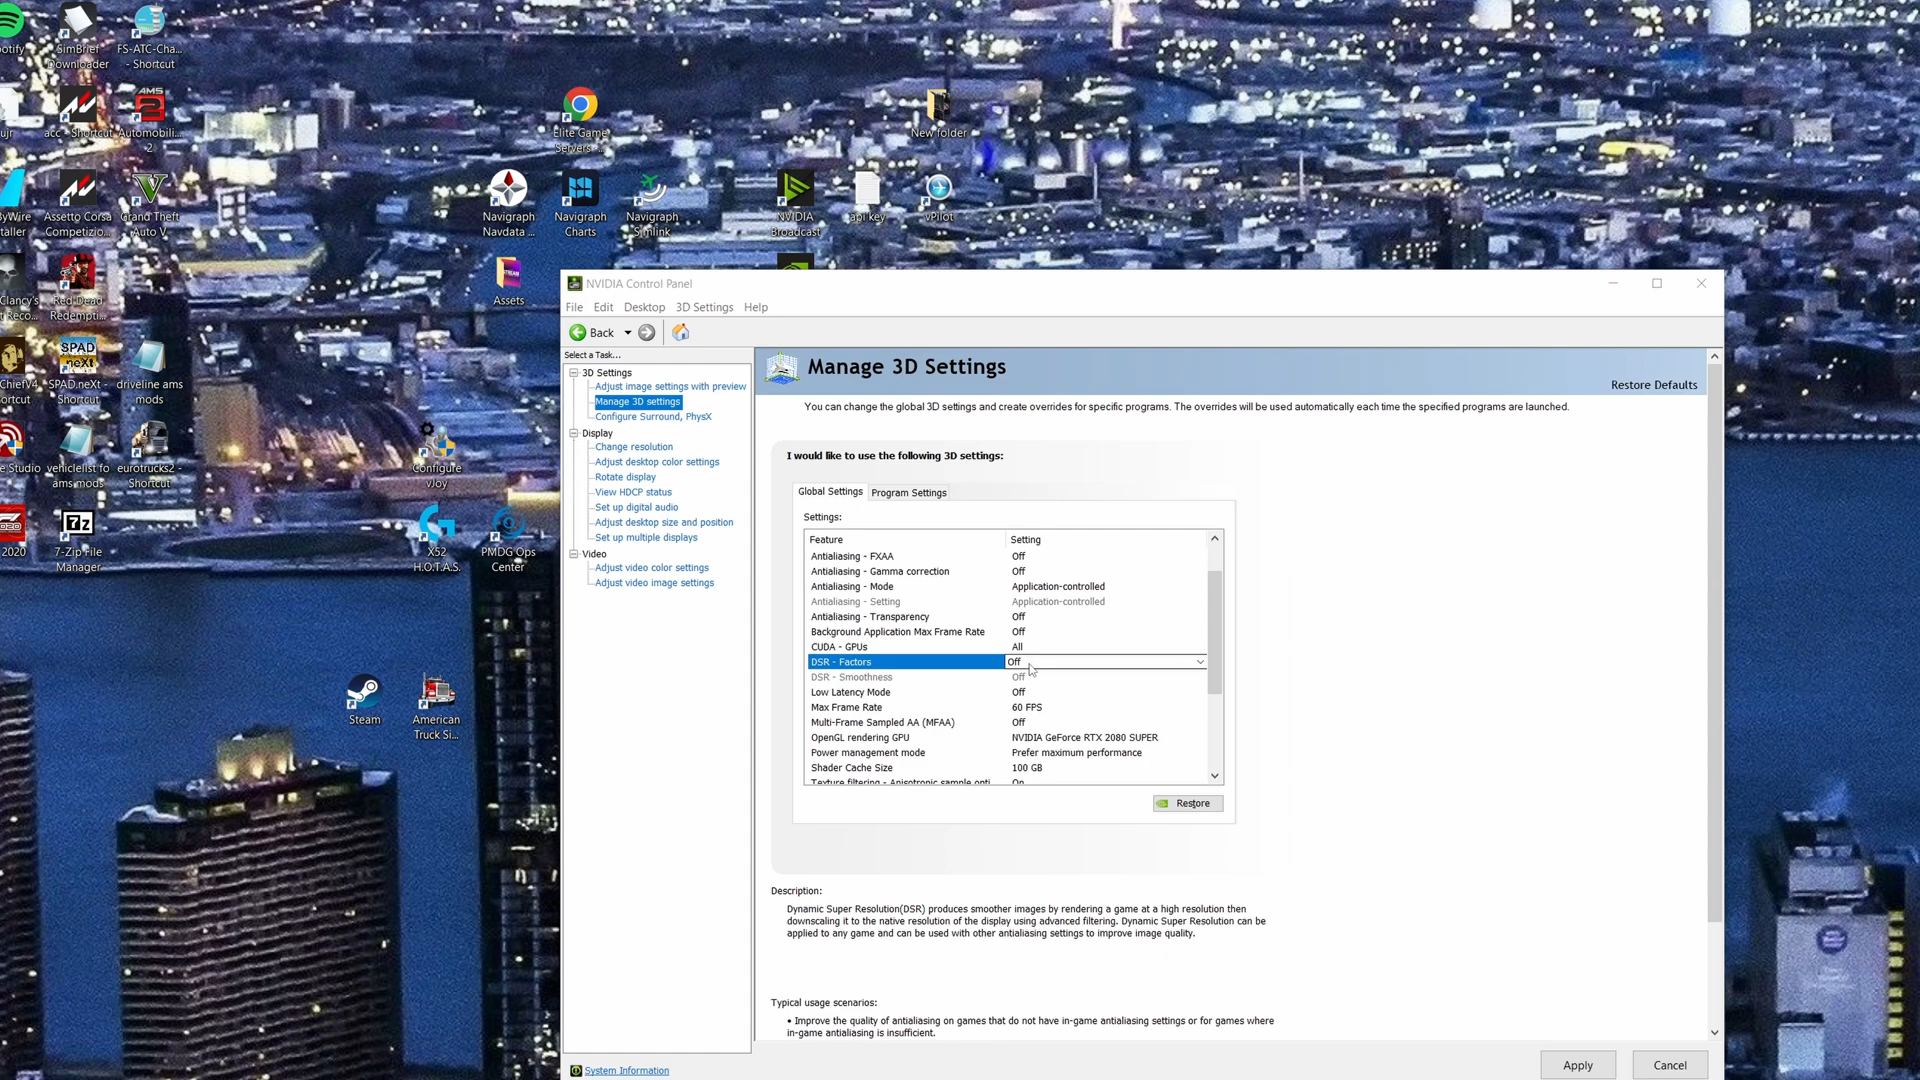 SimBrief
Downloader
FS-ATC-Cha...
- Shortcut
acc - Shortcut
AMS
2
Automobili...
2
Elite Game
Servers -...
New folder
Assetto Corsa
Competizio...
Grand Theft
Auto V
Navigraph
Navdata ...
Navigraph
Charts
Navigraph
Simlink
NVIDIA
Broadcast
api key
vPilot
Red Dead
Redempti...
STREAM
Assets
SPAD
neXt
SPAD.neXt -
Shortcut
driveline ams
mods
vehiclelist fo
ams mods
eurotrucks2 -
Shortcut
Configure
vJoy
2020
7z
7-Zip File
Manager
X52
H.O.T.A.S.
PMDG Ops
Center
Steam
American
Truck Si...
NVIDIA Control Panel
File Edit Desktop 3D Settings Help
Back
Select a Task...
3D Settings
Adjust image settings with preview
Manage 3D settings
Configure Surround, PhysX
Display
Change resolution
Adjust desktop color settings
Rotate display
View HDCP status
Set up digital audio
Adjust desktop size and position
Set up multiple displays
Video
Adjust video color settings
Adjust video image settings
System Information
Manage 3D Settings
Restore Defaults
You can change the global 3D settings and create overrides for specific programs. The overrides will be used automatically each time the specified programs are launched.
I would like to use the following 3D settings:
Global Settings Program Settings
Settings:
Feature Setting
Antialiasing - FXAA Off
Antialiasing - Gamma correction Off
Antialiasing - Mode Application-controlled
Antialiasing - Setting Application-controlled
Antialiasing - Transparency Off
Background Application Max Frame Rate Off
CUDA - GPUs All
DSR - Factors Off
DSR - Smoothness Off
Low Latency Mode Off
Max Frame Rate 60 FPS
Multi-Frame Sampled AA (MFAA) Off
OpenGL rendering GPU NVIDIA GeForce RTX 2080 SUPER
Power management mode Prefer maximum performance
Shader Cache Size 100 GB
Texture filtering - Anisotropic sample opti... On
Restore
Description:
Dynamic Super Resolution(DSR) produces smoother images by rendering a game at a high resolution then
downscaling it to the native resolution of the display using advanced filtering. Dynamic Super Resolution can be
applied to any game and can be used with other antialiasing settings to improve image quality.
Typical usage scenarios:
• Improve the quality of antialiasing on games that do not have in-game antialiasing settings or for games where
in-game antialiasing is insufficient.
Apply Cancel